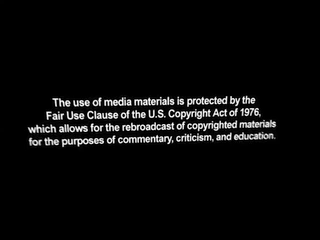 The use of media materials is protected by the
Fair Use Clause of the U.S. Copyright Act of 1976,
which allows for the rebroadcast of copyrighted materials
for the purposes of commentary, criticism, and education.